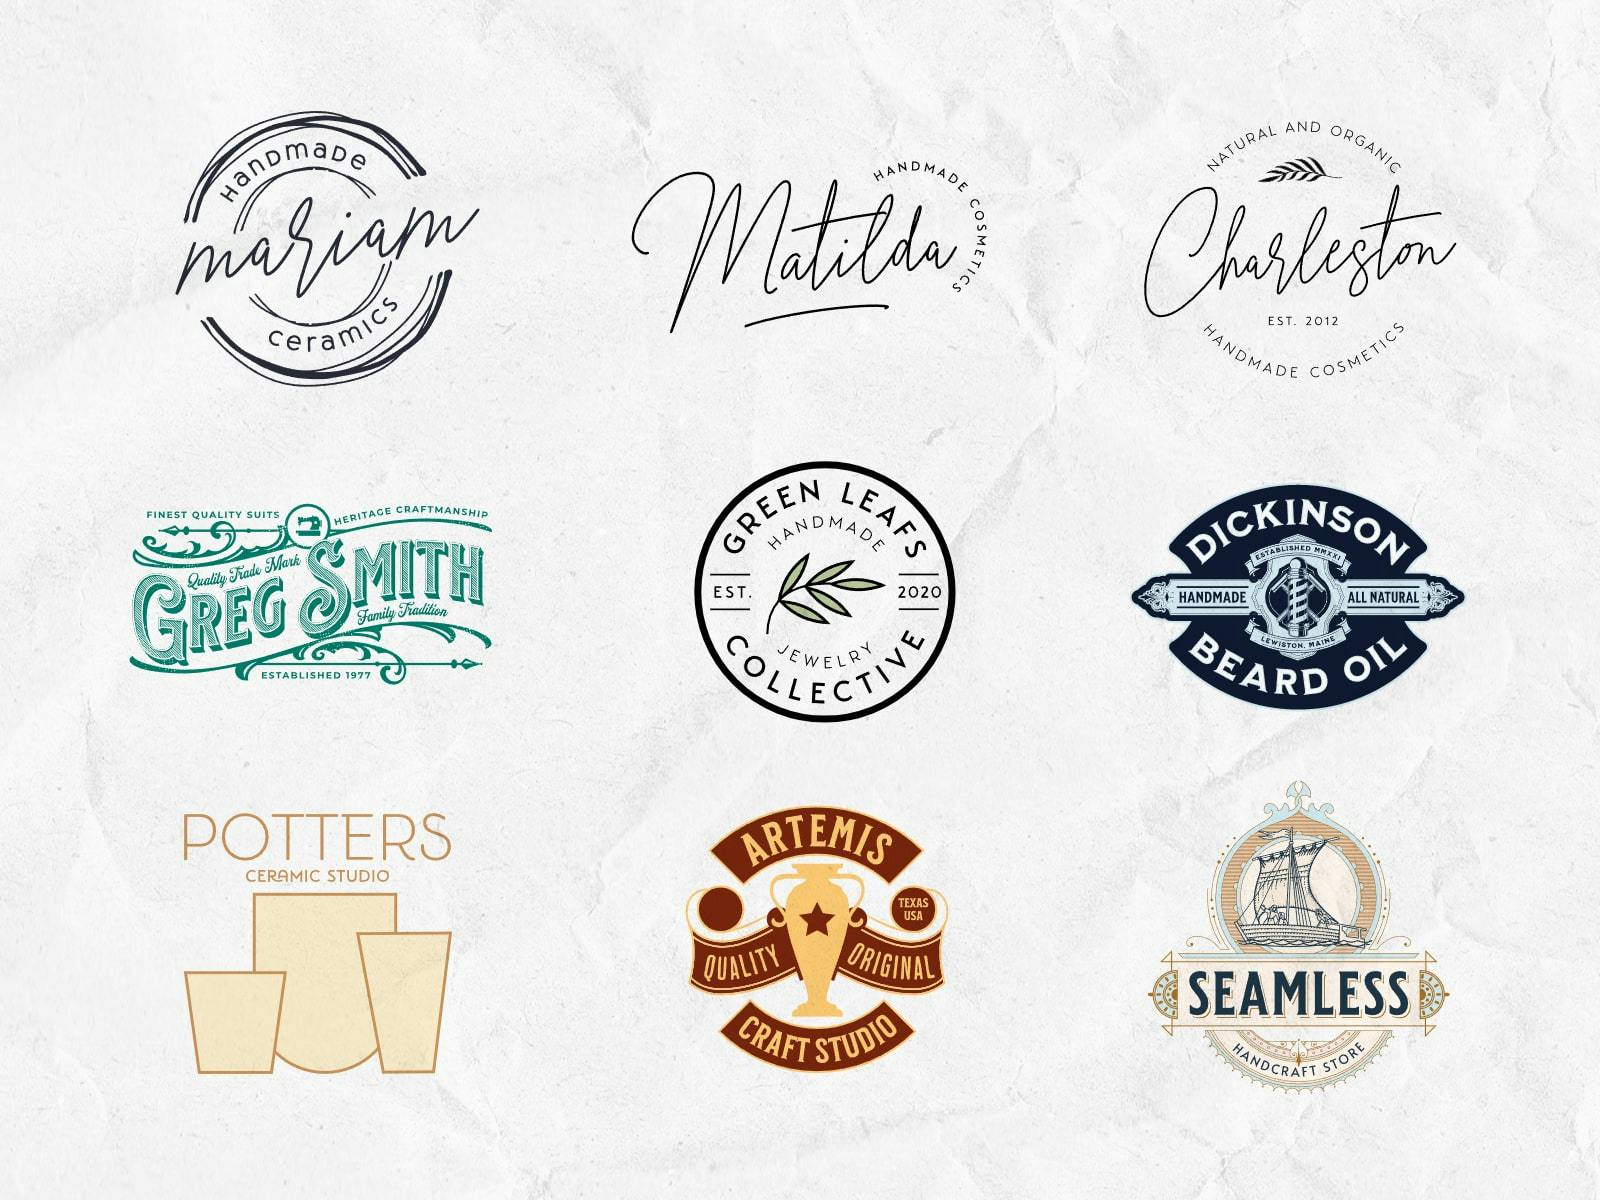 Handmade
mariam
ceramics
Matilda
HANDMADE COSMETICS
NATURAL AND ORGANIC
Charleston
EST. 2012
HANDMADE COSMETICS
FINEST QUALITY SUITS
HERITAGE CRAFTMANSHIP
Quality Trade Mark
GREG SMITH
Family Tradition
ESTABLISHED 1977
GREEN LEAFS
HANDMADE
EST. 2020
JEWELRY
COLLECTIVE
DICKINSON
ESTABLISHED MMXXI
HANDMADE ALL NATURAL
LEWISTON, MAINE
BEARD OIL
POTTERS
CERAMIC STUDIO
ARTEMIS
TEXAS
USA
QUALITY ORIGINAL
CRAFT STUDIO
SEAMLESS
HANDCRAFT STORE